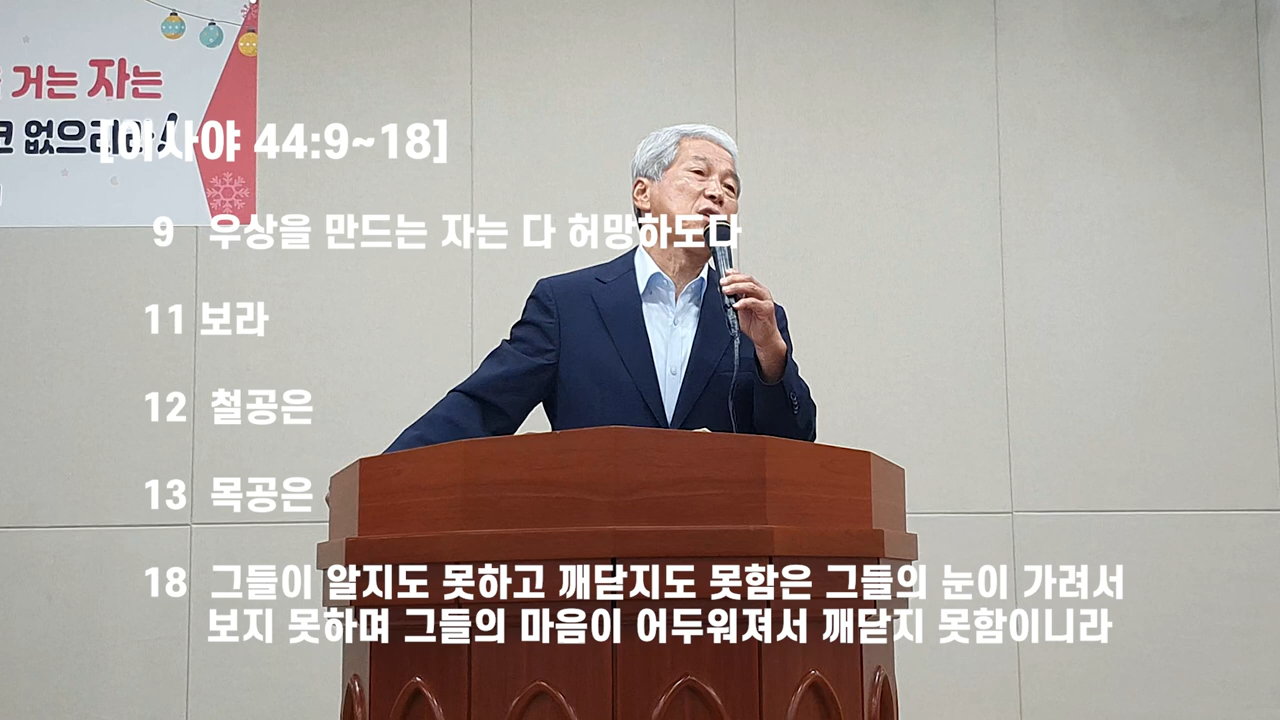 거는 자는
없으리라!
[이사야 44:9~18]
9 우상을 만드는 자는 다 허망하도다
11 보라
12 철공은
13 목공은
18 그들이 알지도 못하고 깨닫지도 못함은 그들의 눈이 가려서
보지 못하며 그들의 마음이 어두워져서 깨닫지 못함이니라